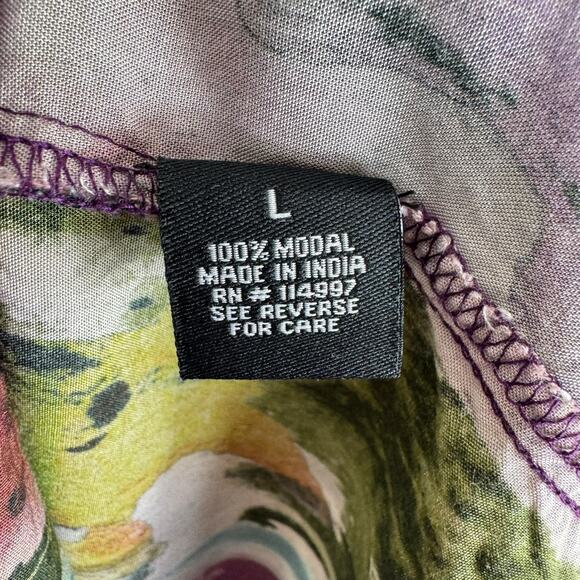 L
100% MODAL
MADE IN INDIA
RN # 114997
SEE REVERSE
FOR CARE